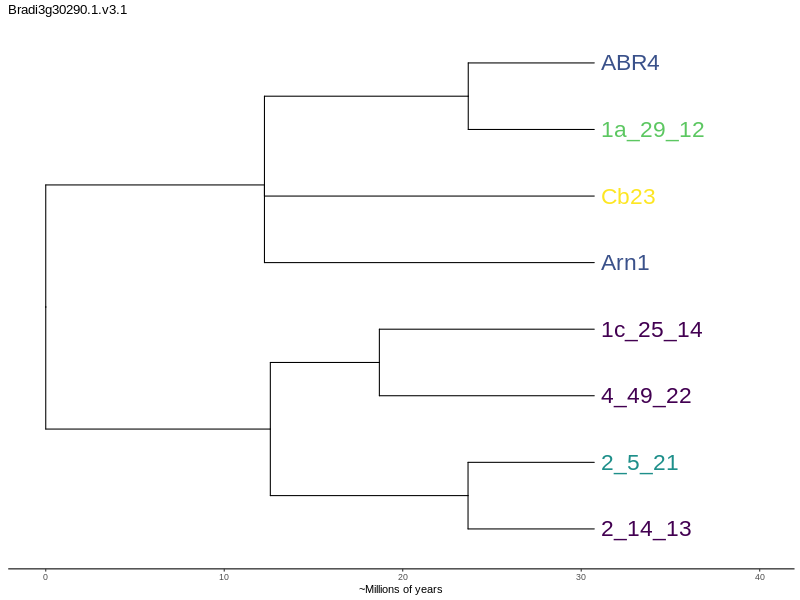 Bradi3g30290.1.v3.1
ABR4
1a_29_12
Cb23
Arn1
1c_25_14
4_49_22
2_5_21
2_14_13
0 10 20 30 40
~Millions of years